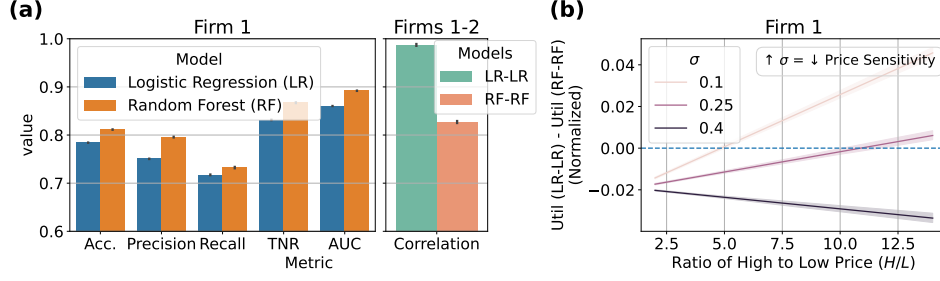 (a)
Firm 1
Firms 1-2
value
1.0
0.9
0.8
0.7
0.6
Model
Logistic Regression (LR)
Random Forest (RF)
Models
LR-LR
RF-RF
Acc.
Precision
Recall
TNR
AUC
Correlation
Metric
(b)
Firm 1
Util (LR-LR) - Util (RF-RF)
(Normalized)
0.04
0.02
0.00
−0.02
σ
0.1
0.25
0.4
↑ σ = ↓ Price Sensitivity
2.5
5.0
7.5
10.0
12.5
Ratio of High to Low Price (H/L)